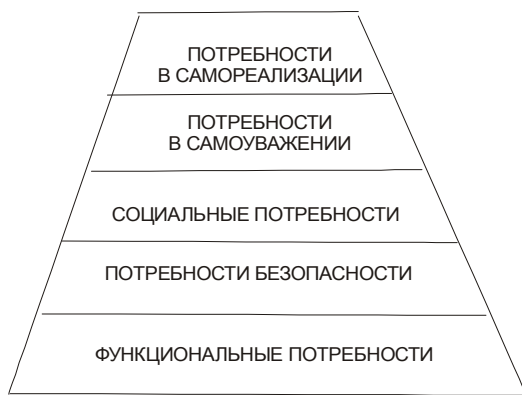 ПОТРЕБНОСТИ
В САМОРЕАЛИЗАЦИИ
ПОТРЕБНОСТИ
В САМОУВАЖЕНИИ
СОЦИАЛЬНЫЕ ПОТРЕБНОСТИ
ПОТРЕБНОСТИ БЕЗОПАСНОСТИ
ФУНКЦИОНАЛЬНЫЕ ПОТРЕБНОСТИ